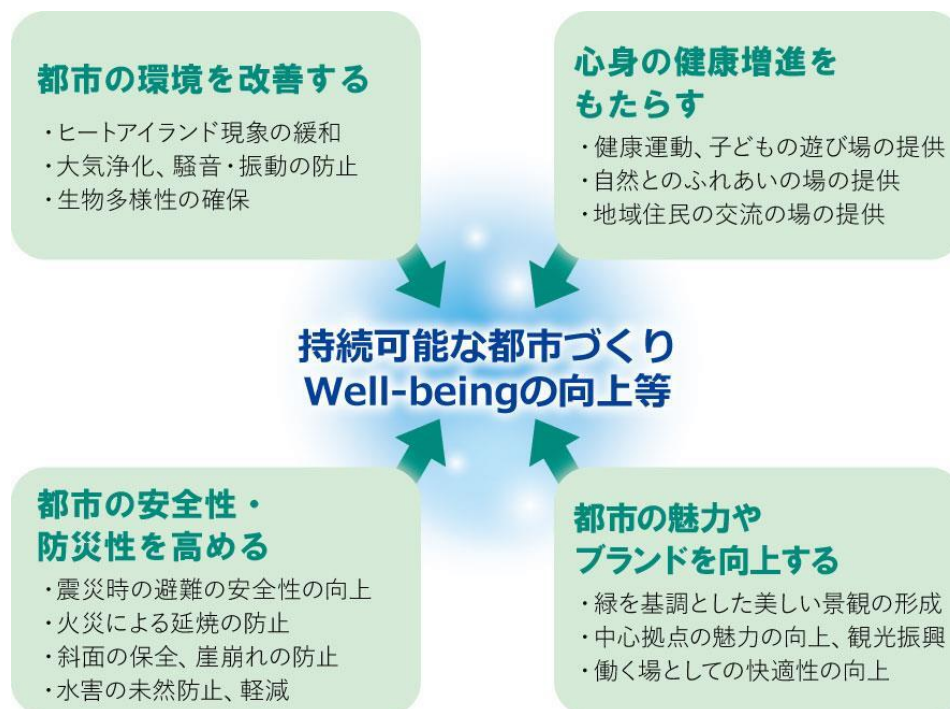 都市の環境を改善する
・ヒートアイランド現象の緩和
・大気浄化、騒音・振動の防止
・生物多様性の確保
心身の健康増進を
もたらす
・健康運動、子どもの遊び場の提供
・自然とのふれあいの場の提供
・地域住民の交流の場の提供
持続可能な都市づくり
Well-beingの向上等
都市の安全性・
防災性を高める
・震災時の避難の安全性の向上
・火災による延焼の防止
・斜面の保全、崖崩れの防止
・水害の未然防止、軽減
都市の魅力や
ブランドを向上する
・緑を基調とした美しい景観の形成
・中心拠点の魅力の向上、観光振興
・働く場としての快適性の向上